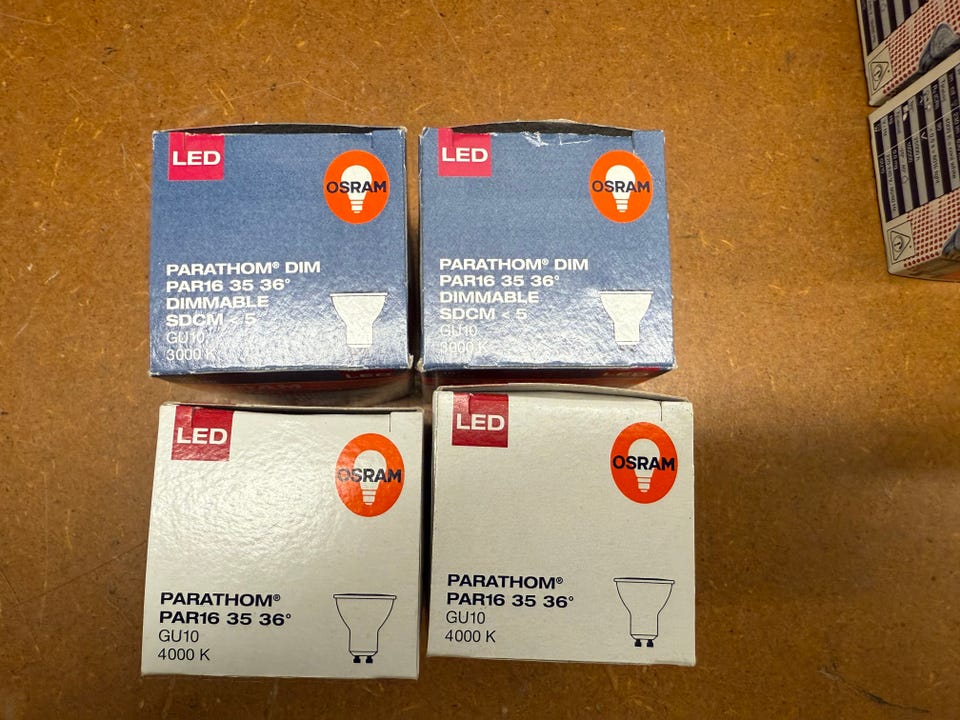 LED
OSRAM
PARATHOM® DIM
PAR16 35 36°
DIMMABLE
SDCM < 5
GU10
3000 K
LED
OSRAM
PARATHOM® DIM
PAR16 35 36°
DIMMABLE
SDCM < 5
GU10
3000 K
LED
LED
OSRAM
PARATHOM®
PAR16 35 36°
GU10
4000 K
LED
OSRAM
PARATHOM®
PAR16 35 36°
GU10
4000 K